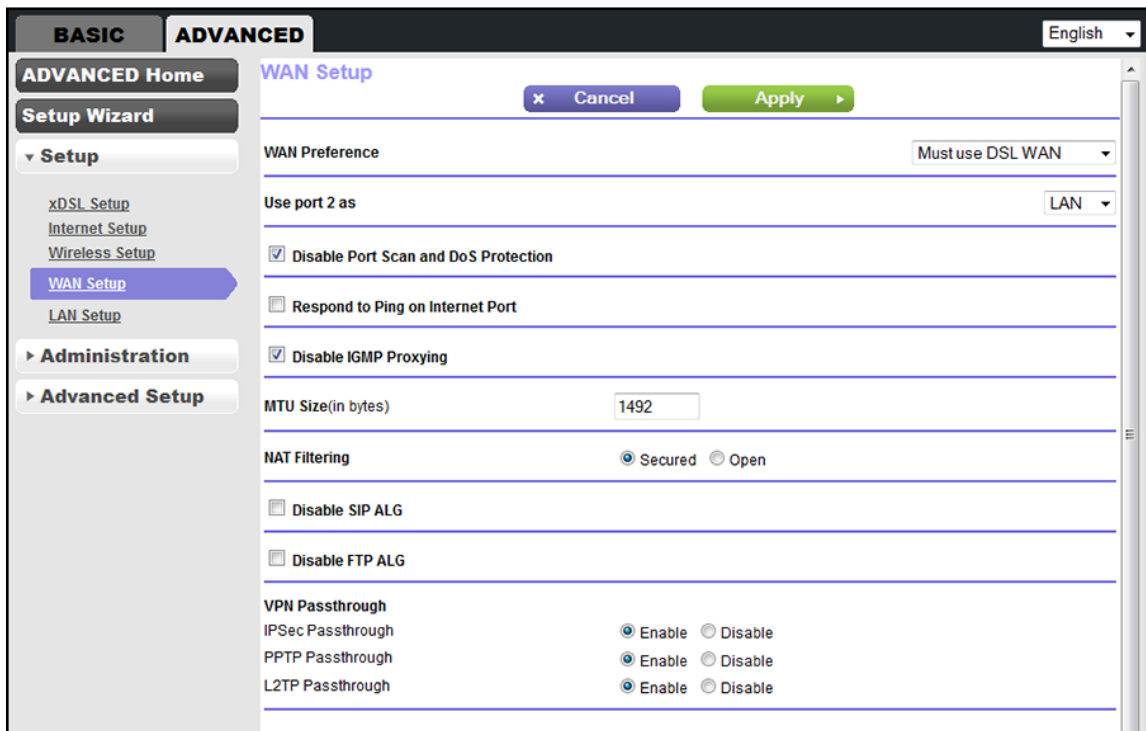 BASIC ADVANCED English
ADVANCED Home
Setup Wizard
Setup
xDSL Setup
Internet Setup
Wireless Setup
WAN Setup
LAN Setup
Administration
Advanced Setup
WAN Setup
x Cancel Apply
WAN Preference Must use DSL WAN
Use port 2 as LAN
Disable Port Scan and DoS Protection
Respond to Ping on Internet Port
Disable IGMP Proxying
MTU Size(in bytes) 1492
NAT Filtering Secured Open
Disable SIP ALG
Disable FTP ALG
VPN Passthrough
IPSec Passthrough Enable Disable
PPTP Passthrough Enable Disable
L2TP Passthrough Enable Disable